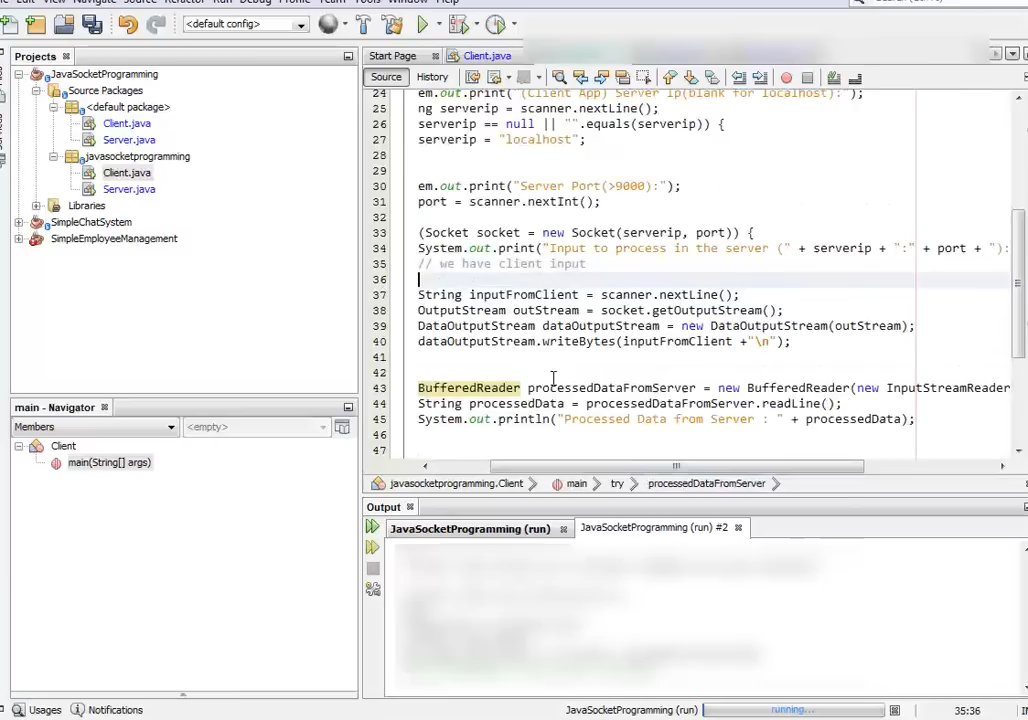 <default config>
Projects
Start Page
Client.java
Source
History
JavaSocketProgramming
Source Packages
<default package>
Client.java
Server.java
javasocketprogramming
Client.java
Server.java
Libraries
SimpleChatSystem
SimpleEmployeeManagement
24 em.out.print("(Client App) Server ip(blank for localhost):");
25 ng serverip = scanner.nextLine();
26 serverip == null || "".equals(serverip)) {
27 serverip = "localhost";
28
29
30 em.out.print("Server Port(>9000):");
31 port = scanner.nextInt();
32
33 (Socket socket = new Socket(serverip, port)) {
34 System.out.print("Input to process in the server (" + serverip + ":" + port + "):
35 // we have client input
36
37 String inputFromClient = scanner.nextLine();
38 OutputStream outStream = socket.getOutputStream();
39 DataOutputStream dataOutputStream = new DataOutputStream(outStream);
40 dataOutputStream.writeBytes(inputFromClient +"\n");
41
42
43 BufferedReader processedDataFromServer = new BufferedReader(new InputStreamReader
44 String processedData = processedDataFromServer.readLine();
45 System.out.println("Processed Data from Server : " + processedData);
46
47
main - Navigator
Members
<empty>
Client
main(String[] args)
javasocketprogramming.Client
main
try
processedDataFromServer
Output
JavaSocketProgramming (run)
JavaSocketProgramming (run) #2
Usages
Notifications
JavaSocketProgramming (run)
running...
35:36